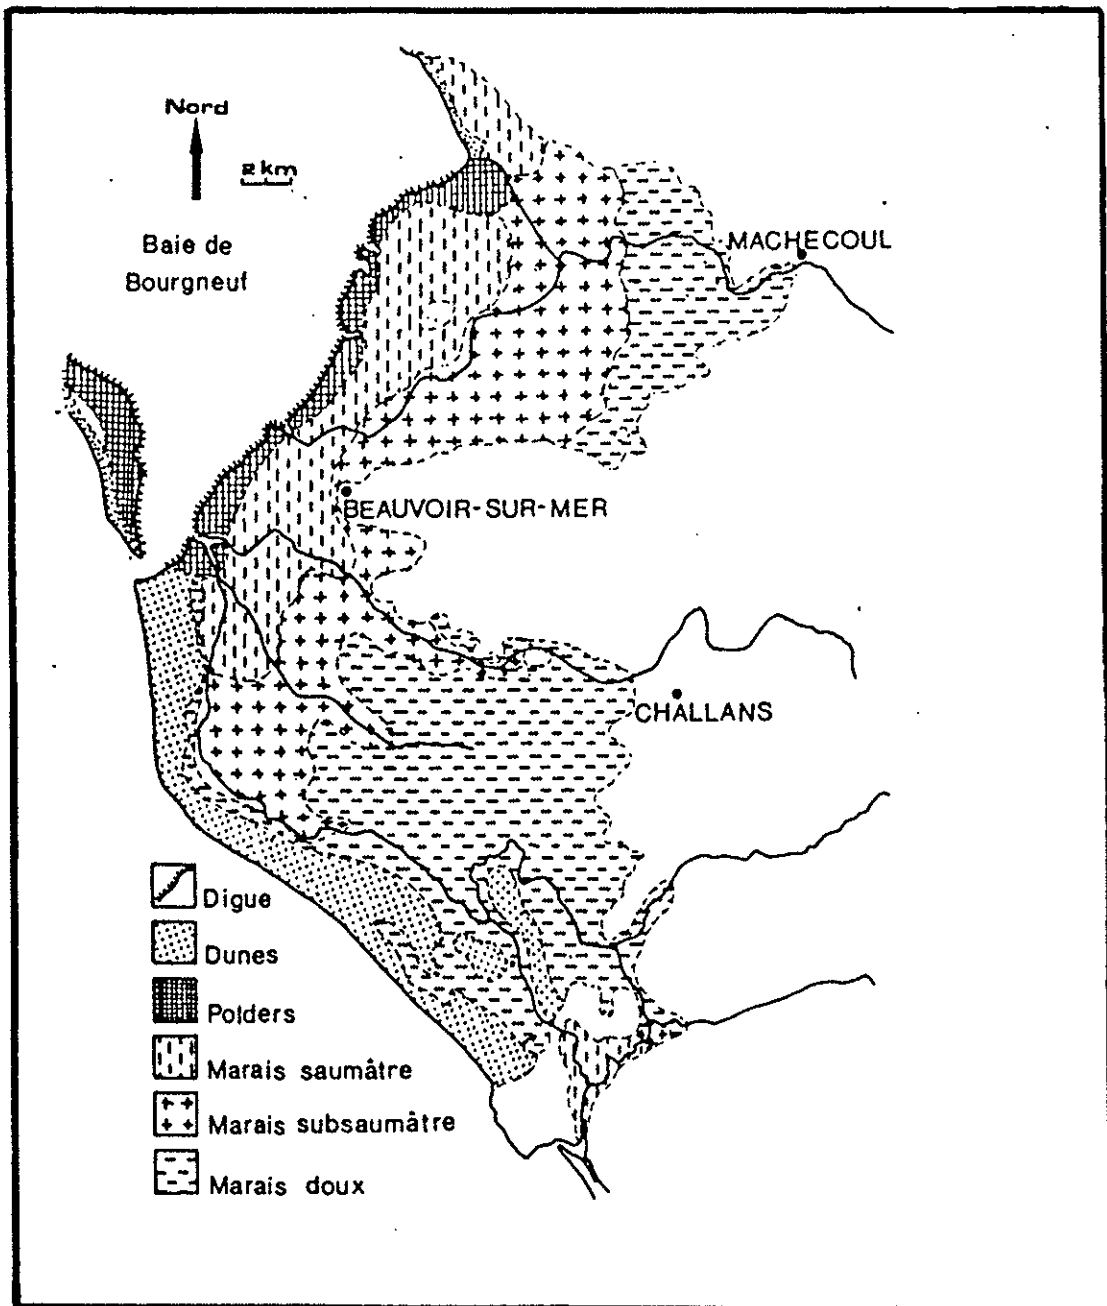 Nord
2 km
Baie de
Bourgneuf
MACHECOUL
BEAUVOIR-SUR-MER
CHALLANS
Digue
Dunes
Polders
Marais saumâtre
Marais subsaumâtre
Marais doux